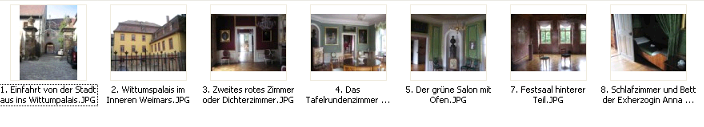 1. Einfahrt von der Stadt
aus ins Wittumpalais.JPG
2. Wittumspalais im
Inneren Weimars.JPG
3. Zweites rotes Zimmer
oder Dichterzimmer.JPG
4. Das
Tafelrundenzimmer ...
5. Der grüne Salon mit
Ofen.JPG
7. Festsaal hinterer
Teil.JPG
8. Schlafzimmer und Bett
der Exherzogin Anna ...